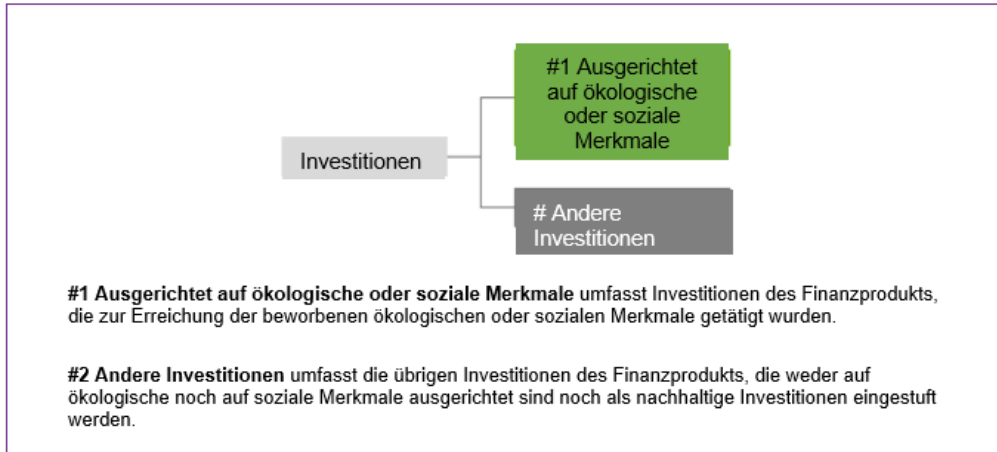 #1 Ausgerichtet
auf ökologische
oder soziale
Merkmale
Investitionen
# Andere
Investitionen
#1 Ausgerichtet auf ökologische oder soziale Merkmale umfasst Investitionen des Finanzprodukts,
die zur Erreichung der beworbenen ökologischen oder sozialen Merkmale getätigt wurden.
#2 Andere Investitionen umfasst die übrigen Investitionen des Finanzprodukts, die weder auf
ökologische noch auf soziale Merkmale ausgerichtet sind noch als nachhaltige Investitionen eingestuft
werden.